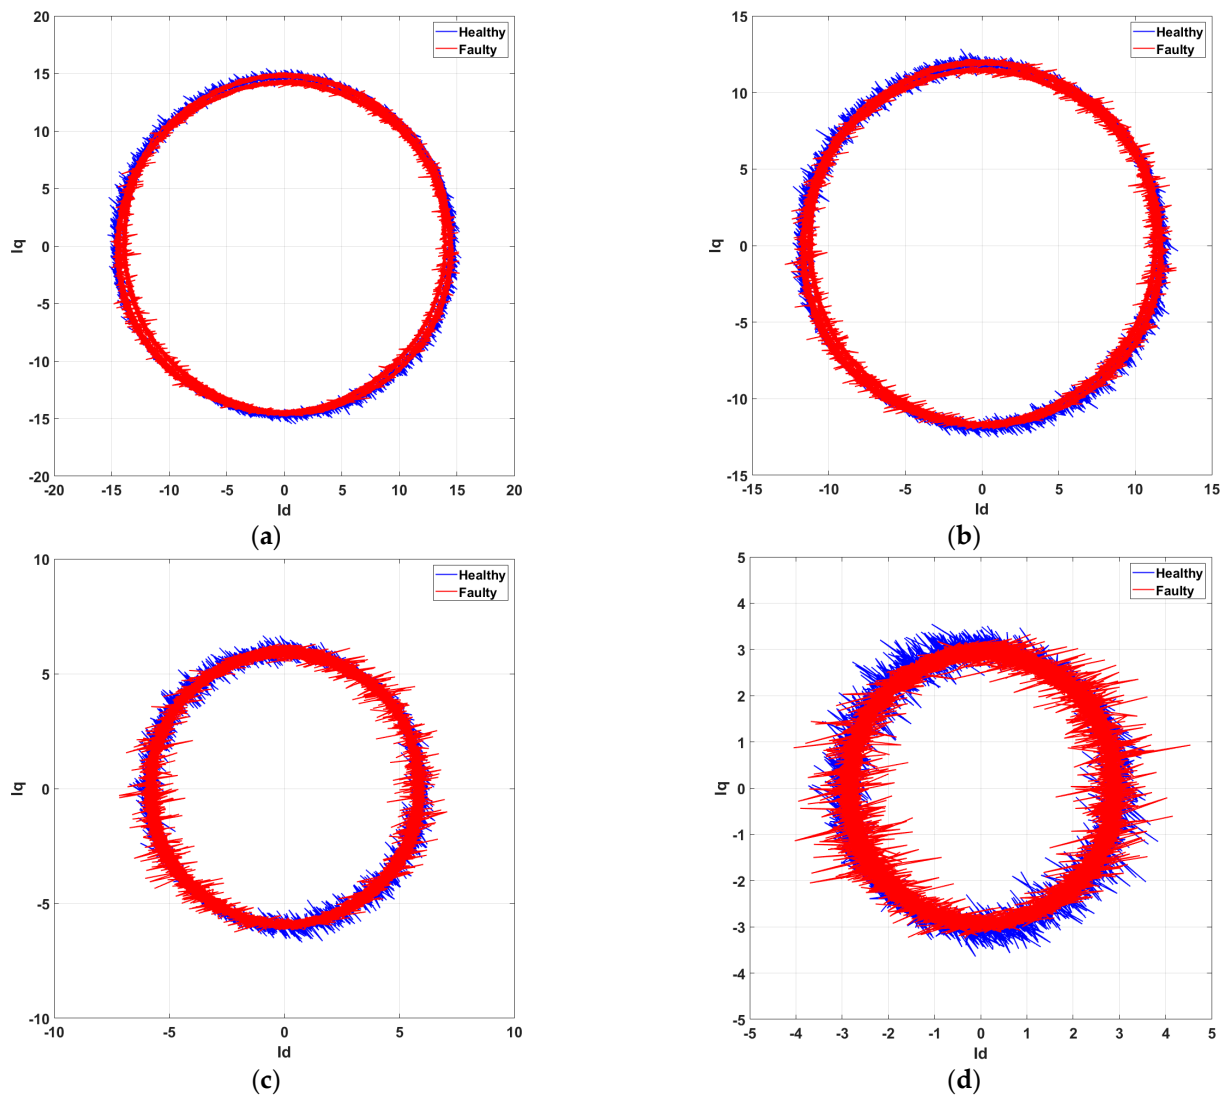 20
15
10
5
0
-5
-10
-15
-20
-20 -15 -10 -5 0 5 10 15 20
Iq
Id
Healthy
Faulty
(a)
15
10
5
0
-5
-10
-15
-15 -10 -5 0 5 10 15
Iq
Id
Healthy
Faulty
(b)
10
5
0
-5
-10
-10 -5 0 5 10
Iq
Id
Healthy
Faulty
(c)
5
4
3
2
1
0
-1
-2
-3
-4
-5
-5 -4 -3 -2 -1 0 1 2 3 4 5
Iq
Id
Healthy
Faulty
(d)